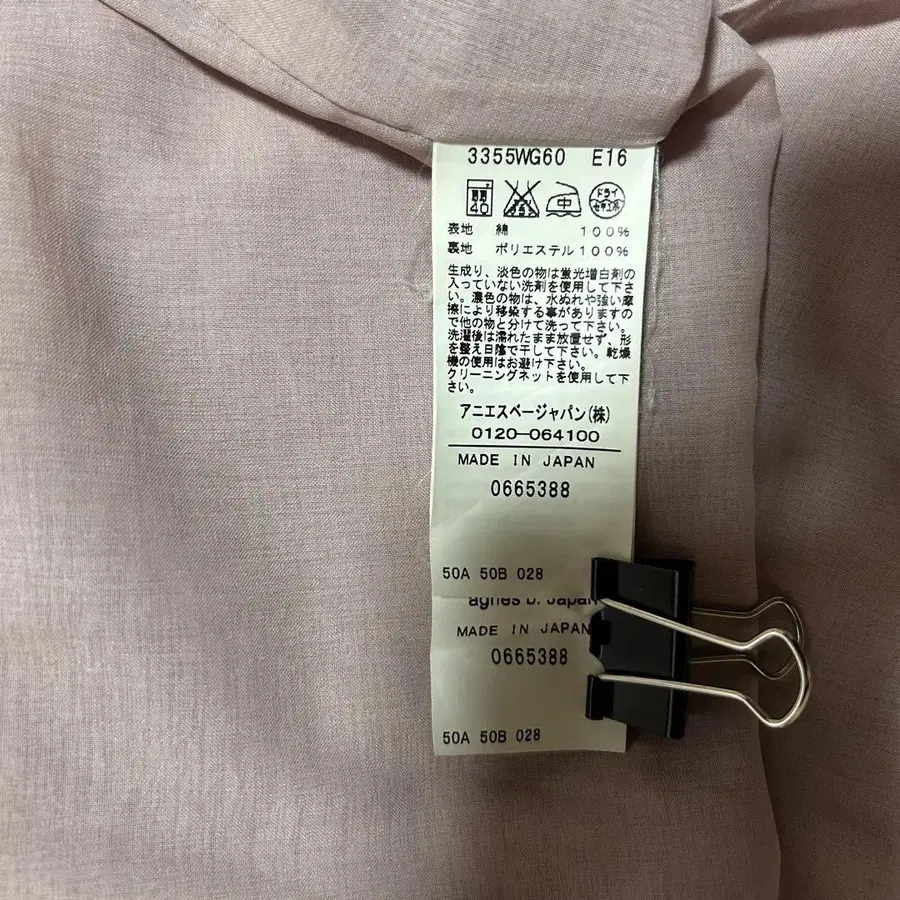 3355WG60 E16
40
中
ドライ
セキユ系
表地 綿 100%
裏地 ポリエステル100%
生成り、淡色の物は蛍光増白剤の
入っていない洗剤を使用して下さ
い。濃色の物は、水ぬれや強い摩
擦により移染する事がありますの
で他の物と分けて洗って下さい。
洗濯後は濡れたまま放置せず、形
を整え日陰で干して下さい。乾燥
機の使用はお避け下さい。
クリーニングネットを使用して下
さい。
アニエスベージャパン(株)
0120-064100
MADE IN JAPAN
0665388
50A 50B 028
agnes b. Japan
MADE IN JAPAN
0665388
50A 50B 028